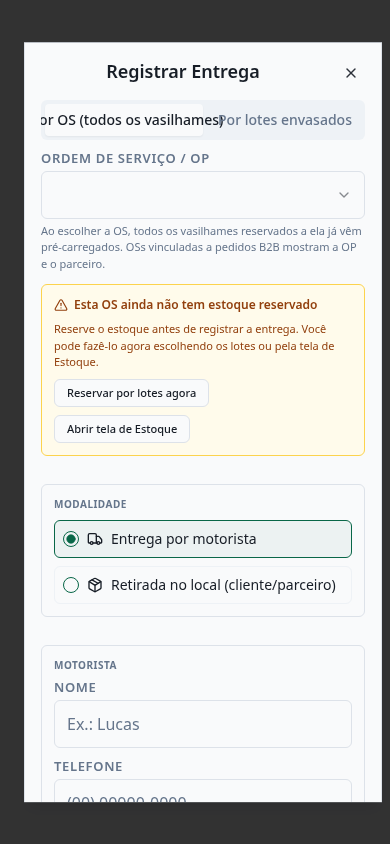 Registrar Entrega
or OS (todos os vasilhames)
Por lotes envasados
ORDEM DE SERVIÇO / OP
Ao escolher a OS, todos os vasilhames reservados a ela já vêm
pré-carregados. OSs vinculadas a pedidos B2B mostram a OP
e o parceiro.
Esta OS ainda não tem estoque reservado
Reserve o estoque antes de registrar a entrega. Você
pode fazê-lo agora escolhendo os lotes ou pela tela de
Estoque.
Reservar por lotes agora
Abrir tela de Estoque
MODALIDADE
Entrega por motorista
Retirada no local (cliente/parceiro)
MOTORISTA
NOME
Ex.: Lucas
TELEFONE
(00) 00000-0000